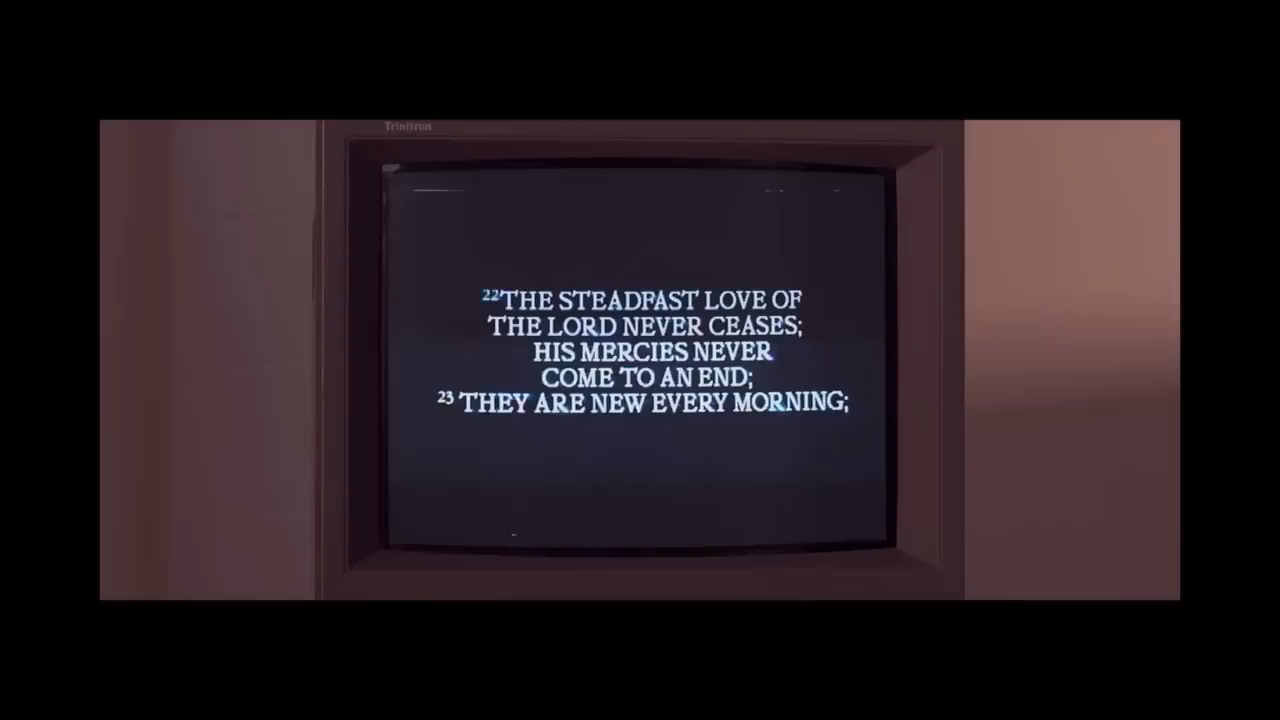 Trinitron
²²THE STEADFAST LOVE OF
THE LORD NEVER CEASES;
HIS MERCIES NEVER
COME TO AN END;
²³ THEY ARE NEW EVERY MORNING;